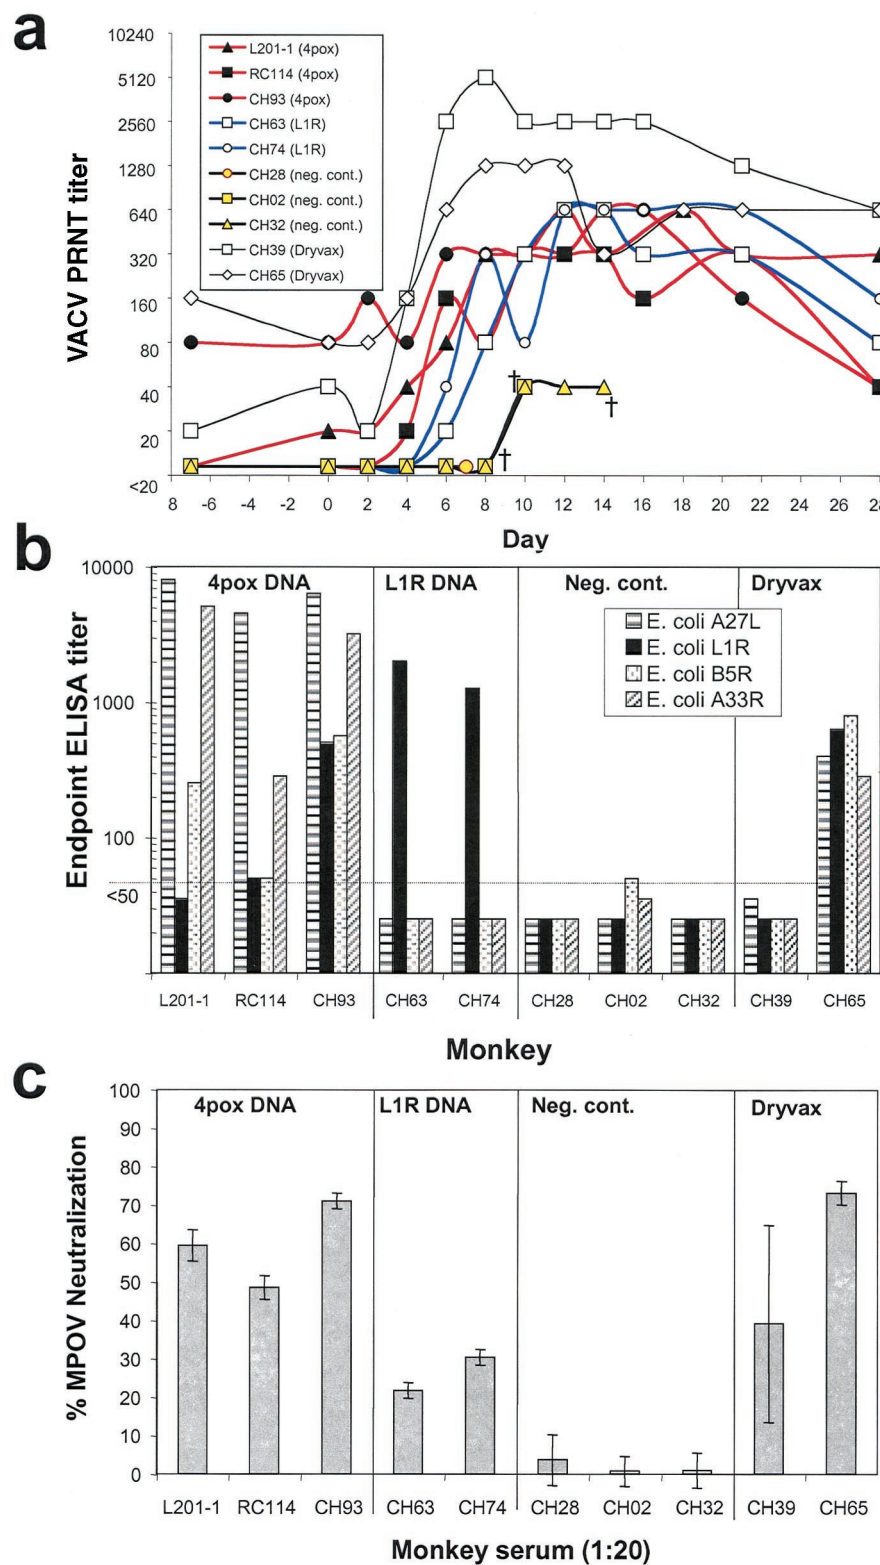 a
10240
5120
2560
1280
640
320
160
80
40
20
<20
VACV PRNT titer
L201-1 (4pox)
RC114 (4pox)
CH93 (4pox)
CH63 (L1R)
CH74 (L1R)
CH28 (neg. cont.)
CH02 (neg. cont.)
CH32 (neg. cont.)
CH39 (Dryvax)
CH65 (Dryvax)
† † †
8 -6 -4 -2 0 2 4 6 8 10 12 14 16 18 20 22 24 26 28
Day
b
Endpoint ELISA titer
10000
1000
100
<50
4pox DNA L1R DNA Neg. cont. Dryvax
E. coli A27L
E. coli L1R
E. coli B5R
E. coli A33R
L201-1 RC114 CH93 CH63 CH74 CH28 CH02 CH32 CH39 CH65
Monkey
c
% MPOV Neutralization
100
90
80
70
60
50
40
30
20
10
0
4pox DNA L1R DNA Neg. cont. Dryvax
L201-1 RC114 CH93 CH63 CH74 CH28 CH02 CH32 CH39 CH65
Monkey serum (1:20)